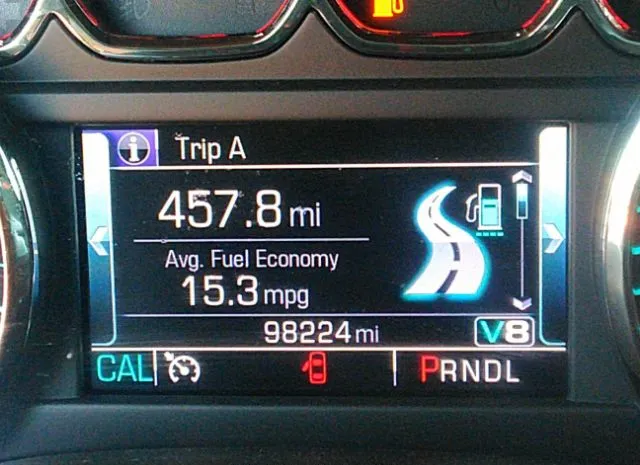 Trip A
457.8 mi
Avg. Fuel Economy
15.3 mpg
98224 mi V8
CAL PRNDL